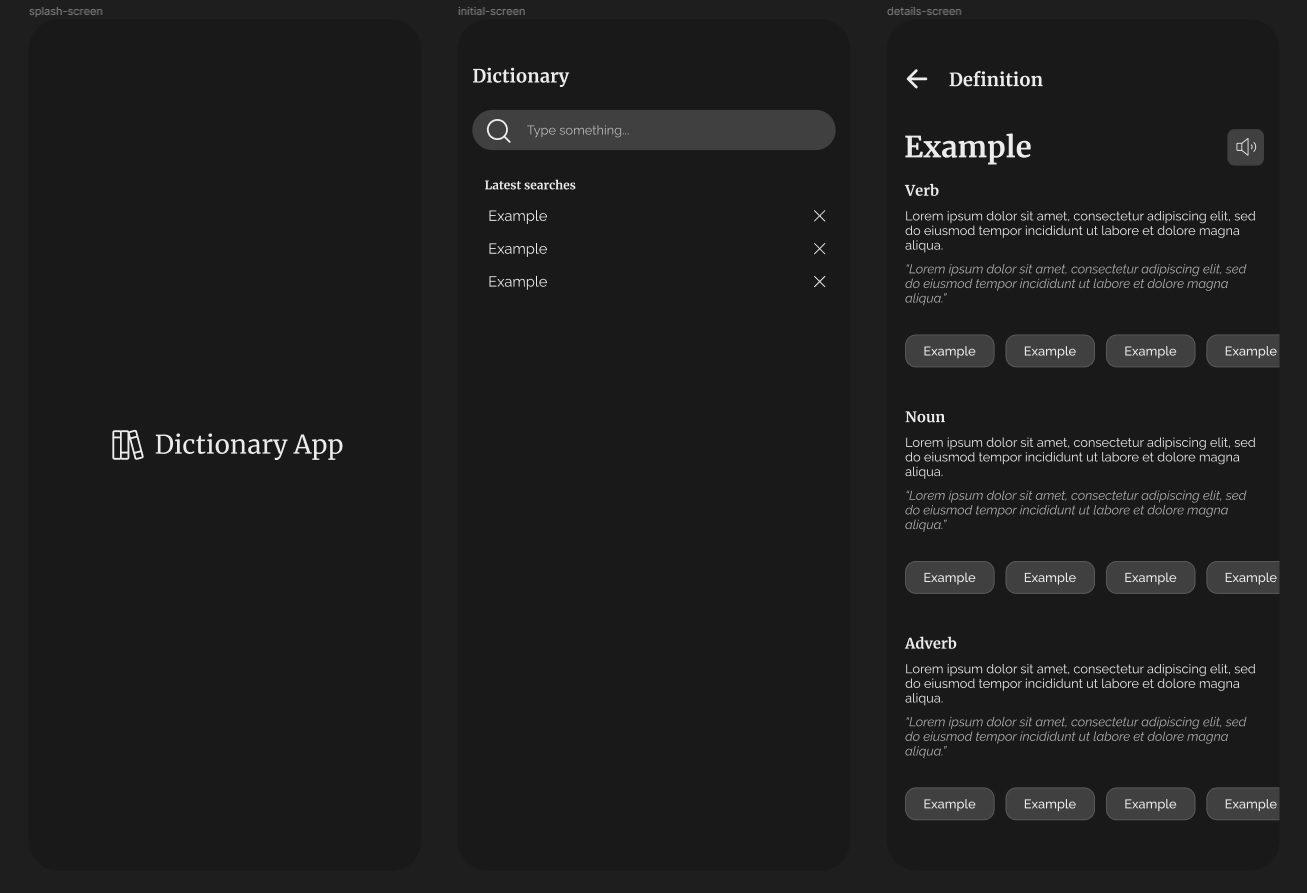 splash-screen
Dictionary App
initial-screen
Dictionary
Type something...
Latest searches
Example
Example
Example
details-screen
Definition
Example
Verb
Lorem ipsum dolor sit amet, consectetur adipiscing elit, sed
do eiusmod tempor incididunt ut labore et dolore magna
aliqua.
"Lorem ipsum dolor sit amet, consectetur adipiscing elit, sed
do eiusmod tempor incididunt ut labore et dolore magna
aliqua."
Example Example Example Example
Noun
Lorem ipsum dolor sit amet, consectetur adipiscing elit, sed
do eiusmod tempor incididunt ut labore et dolore magna
aliqua.
"Lorem ipsum dolor sit amet, consectetur adipiscing elit, sed
do eiusmod tempor incididunt ut labore et dolore magna
aliqua."
Example Example Example Example
Adverb
Lorem ipsum dolor sit amet, consectetur adipiscing elit, sed
do eiusmod tempor incididunt ut labore et dolore magna
aliqua.
"Lorem ipsum dolor sit amet, consectetur adipiscing elit, sed
do eiusmod tempor incididunt ut labore et dolore magna
aliqua."
Example Example Example Example